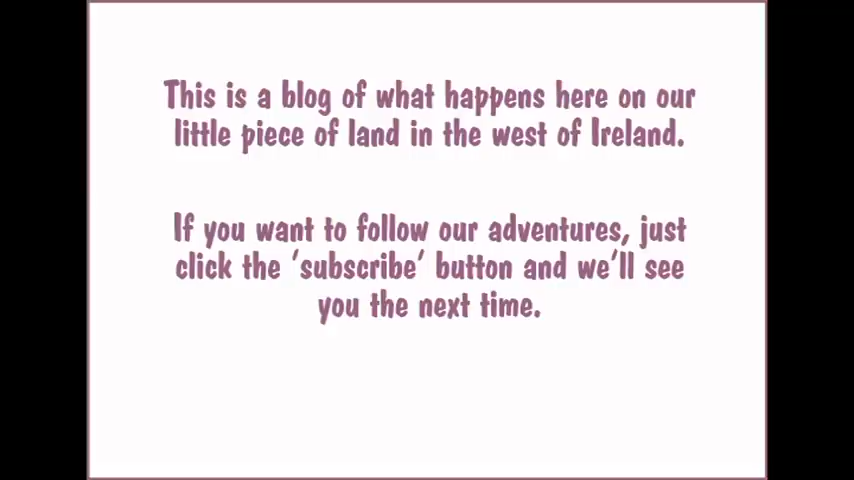 This is a blog of what happens here on our
little piece of land in the west of Ireland.
If you want to follow our adventures, just
click the ‘subscribe’ button and we’ll see
you the next time.